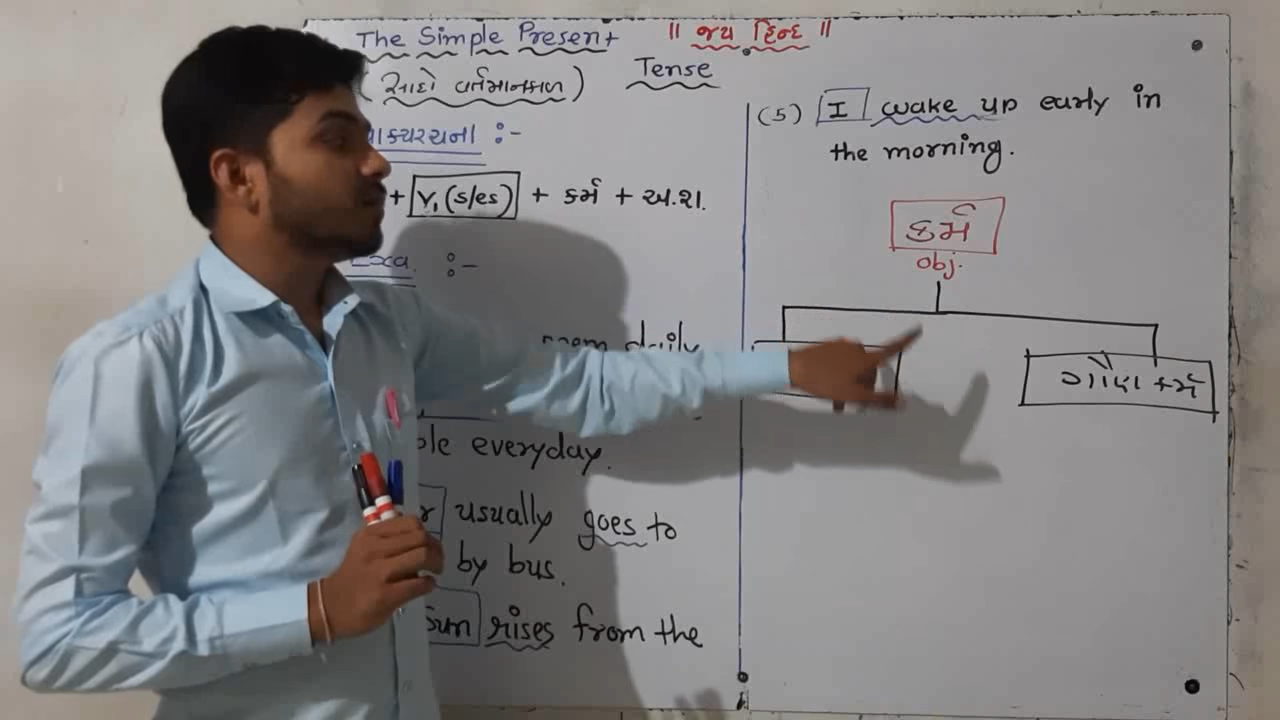 The Simple Present Tense
|| જય હિન્દ ||
(સાદો વર્તમાનકાળ)
વાક્યરચના :-
+ V₁ (s/es) + કર્મ + અ.શ.
Exa. :-
daily
everyday.
usually goes to
by bus.
Sun rises from the
(5) I wake up early in
the morning.
કર્મ
obj.
ગૌણ કર્મ